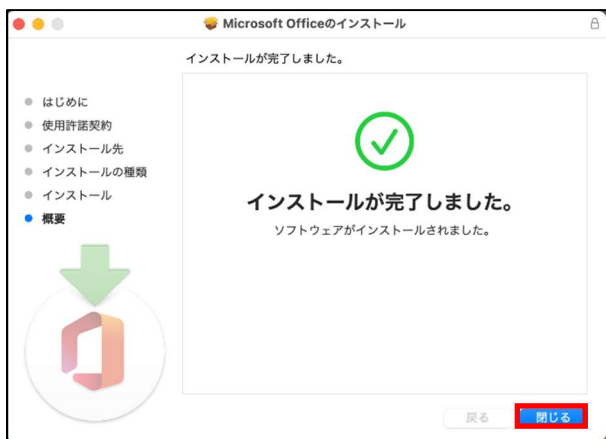 Microsoft Officeのインストール
インストールが完了しました。
はじめに
使用許諾契約
インストール先
インストールの種類
インストール
概要
インストールが完了しました。
ソフトウェアがインストールされました。
戻る
閉じる